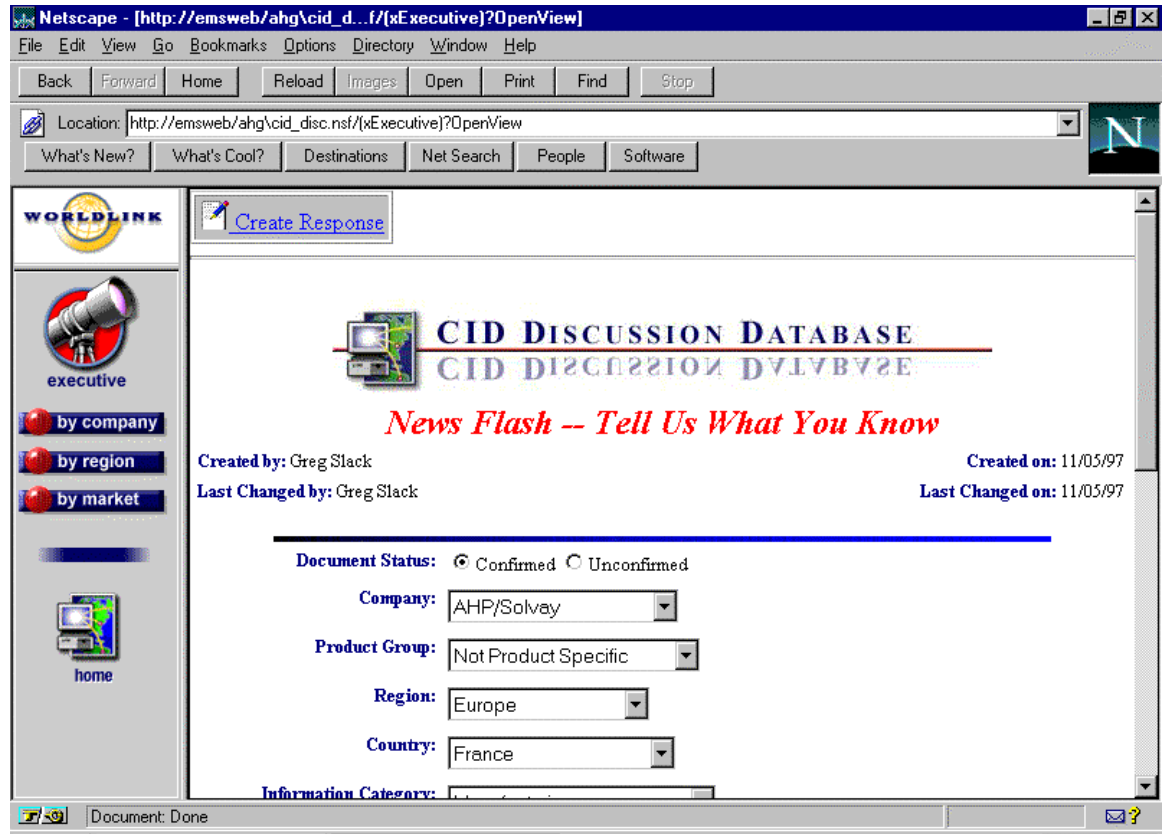 Netscape - [http://emsweb/ahg\cid_d...f/(xExecutive)?OpenView]
File Edit View Go Bookmarks Options Directory Window Help
Back Forward Home Reload Images Open Print Find Stop
Location: http://emsweb/ahg\cid_disc.nsf/(xExecutive)?OpenView
N
What's New? What's Cool? Destinations Net Search People Software
WORLDLINK
Create Response
CID DISCUSSION DATABASE
CID DISCUSSION DATABASE
executive
News Flash -- Tell Us What You Know
by company
by region
by market
Created by: Greg Slack Created on: 11/05/97
Last Changed by: Greg Slack Last Changed on: 11/05/97
Document Status: Confirmed Unconfirmed
Company: AHP/Solvay
Product Group: Not Product Specific
home
Region: Europe
Country: France
Information Category:
Document: Done